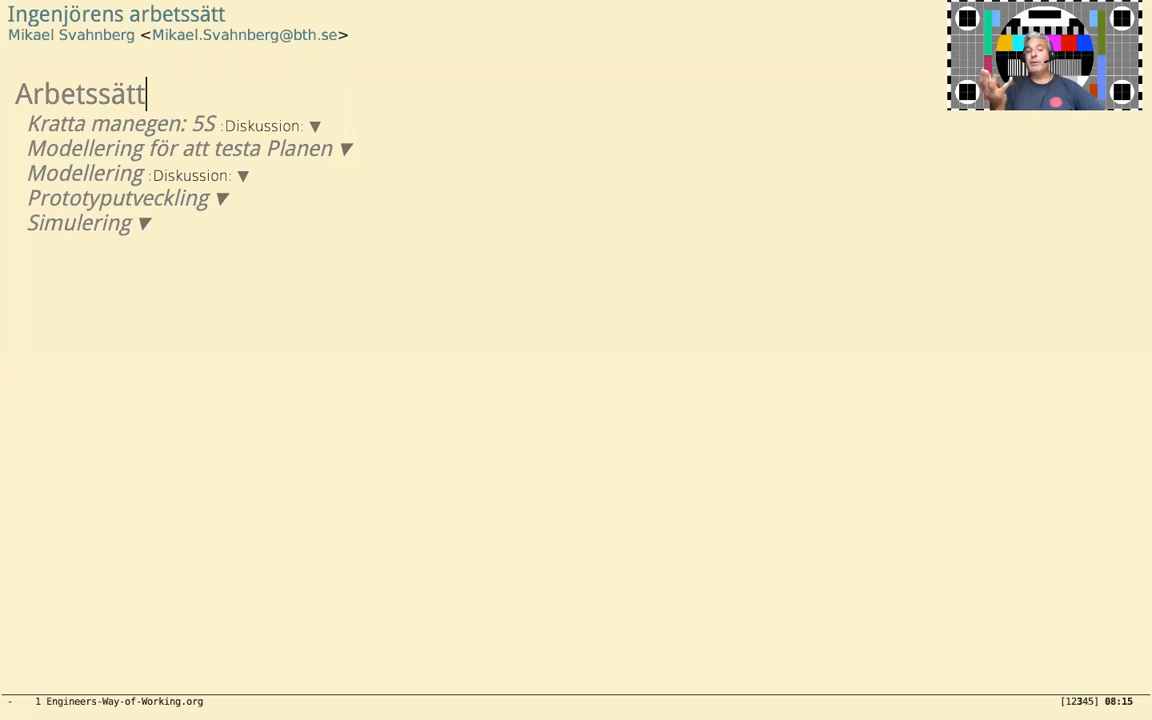 Ingenjörens arbetssätt
Mikael Svahnberg <Mikael.Svahnberg@bth.se>
Arbetssätt
Kratta manegen: 5S :Diskussion: ▼
Modellering för att testa Planen ▼
Modellering :Diskussion: ▼
Prototyputveckling ▼
Simulering ▼
- 1 Engineers-Way-of-Working.org [12345] 08:15